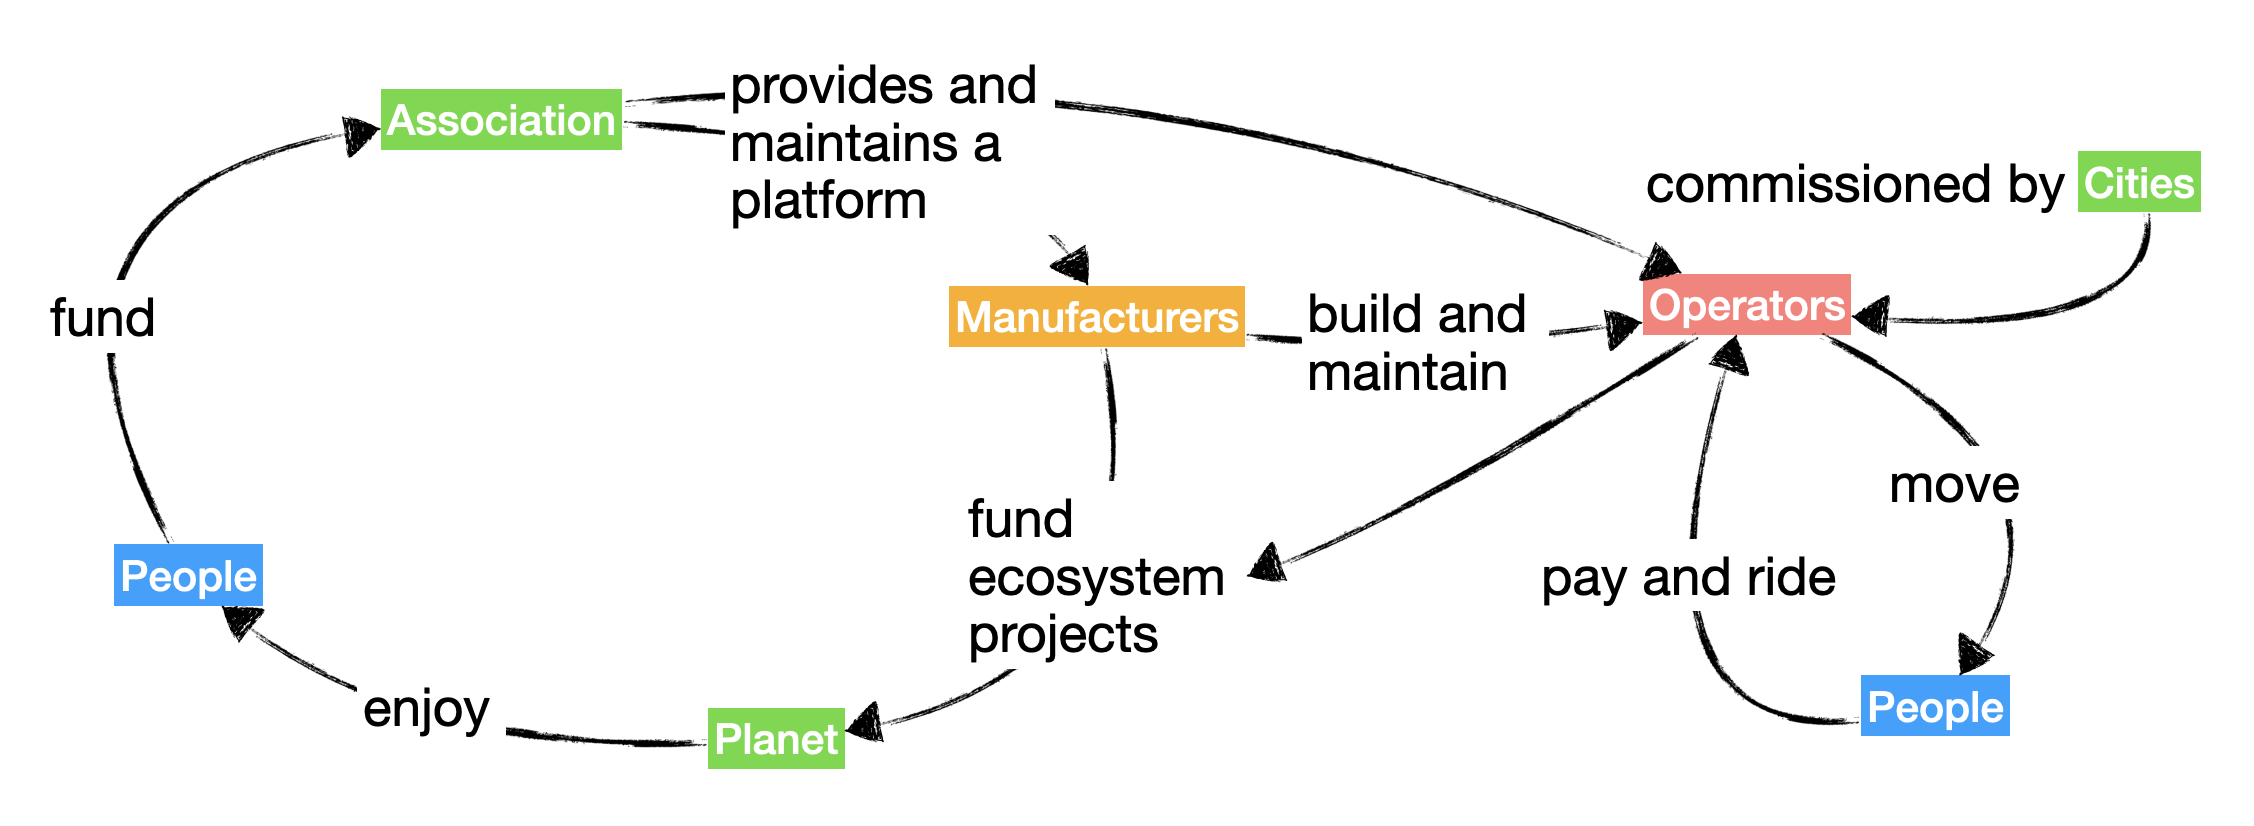 provides and
Association
maintains a
platform
commissioned by Cities
fund
Manufacturers
build and
maintain
Operators
move
fund
ecosystem
projects
pay and ride
People
enjoy
Planet
People